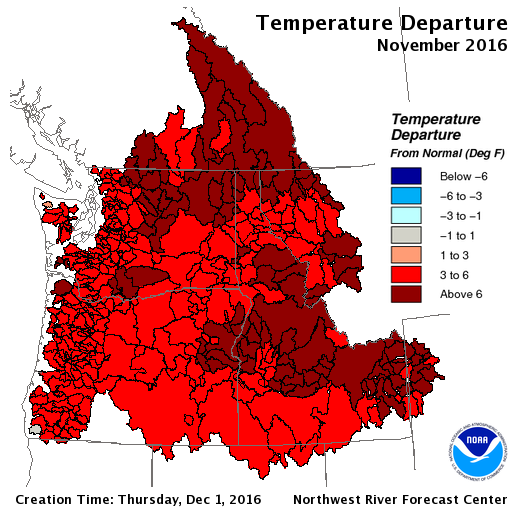 Temperature Departure
November 2016
Temperature
Departure
From Normal (Deg F)
Below −6
−6 to −3
−3 to −1
−1 to 1
1 to 3
3 to 6
Above 6
NOAA
Creation Time: Thursday, Dec 1, 2016
Northwest River Forecast Center